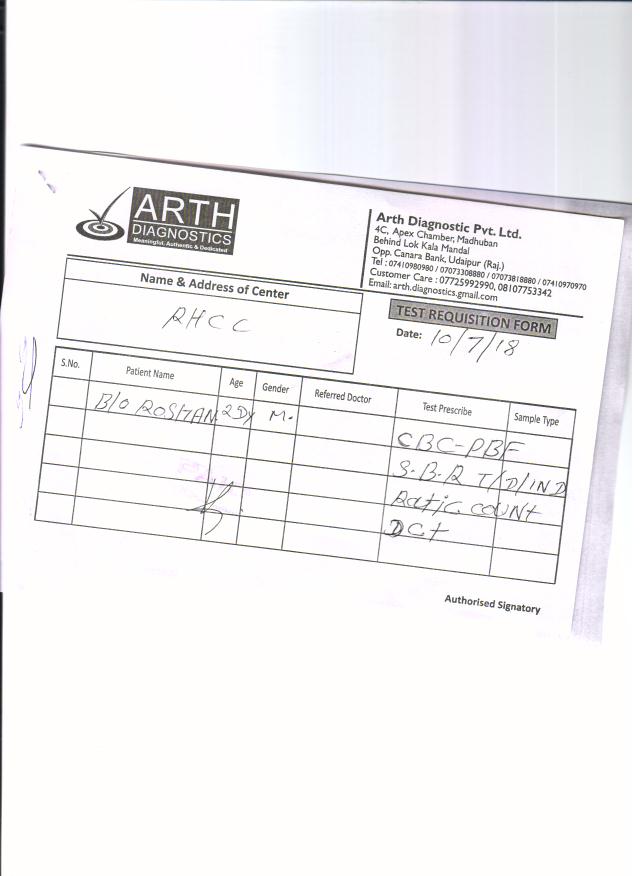 ARTH
DIAGNOSTICS
Meaningful, Authentic & Dedicated
Arth Diagnostic Pvt. Ltd.
4C, Apex Chamber, Madhuban
Behind Lok Kala Mandal
Opp. Canara Bank, Udaipur (Raj.)
Tel : 07410980980 / 07073308880 / 07073818880 / 07410970970
Customer Care : 07725992990, 08107753342
Email: arth.diagnostics.gmail.com
Name & Address of Center
RHCC
TEST REQUISITION FORM
Date: 10/7/18
S.No. Patient Name Age Gender Referred Doctor Test Prescribe Sample Type
B/O ROSHAN M. CBC-PBF
S.B.R T/D/IND
Ratic COUNT
DCT
Authorised Signatory